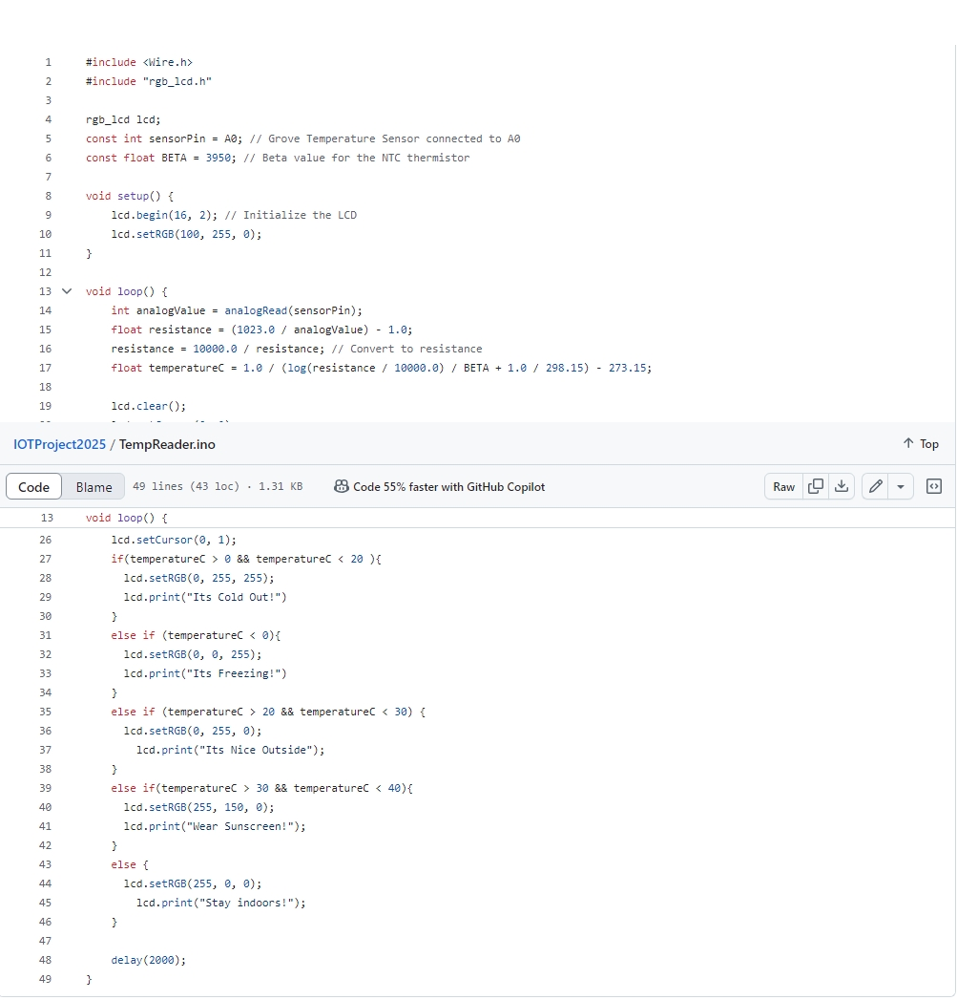 1 #include <Wire.h>
2 #include "rgb_lcd.h"
3
4 rgb_lcd lcd;
5 const int sensorPin = A0; // Grove Temperature Sensor connected to A0
6 const float BETA = 3950; // Beta value for the NTC thermistor
7
8 void setup() {
9 lcd.begin(16, 2); // Initialize the LCD
10 lcd.setRGB(100, 255, 0);
11 }
12
13 void loop() {
14 int analogValue = analogRead(sensorPin);
15 float resistance = (1023.0 / analogValue) - 1.0;
16 resistance = 10000.0 / resistance; // Convert to resistance
17 float temperatureC = 1.0 / (log(resistance / 10000.0) / BETA + 1.0 / 298.15) - 273.15;
18
19 lcd.clear();
IOTProject2025 / TempReader.ino Top
Code Blame 49 lines (43 loc) · 1.31 KB Code 55% faster with GitHub Copilot Raw
13 void loop() {
26 lcd.setCursor(0, 1);
27 if(temperatureC > 0 && temperatureC < 20 ){
28 lcd.setRGB(0, 255, 255);
29 lcd.print("Its Cold Out!")
30 }
31 else if (temperatureC < 0){
32 lcd.setRGB(0, 0, 255);
33 lcd.print("Its Freezing!")
34 }
35 else if (temperatureC > 20 && temperatureC < 30) {
36 lcd.setRGB(0, 255, 0);
37 lcd.print("Its Nice Outside");
38 }
39 else if(temperatureC > 30 && temperatureC < 40){
40 lcd.setRGB(255, 150, 0);
41 lcd.print("Wear Sunscreen!");
42 }
43 else {
44 lcd.setRGB(255, 0, 0);
45 lcd.print("Stay indoors!");
46 }
47
48 delay(2000);
49 }